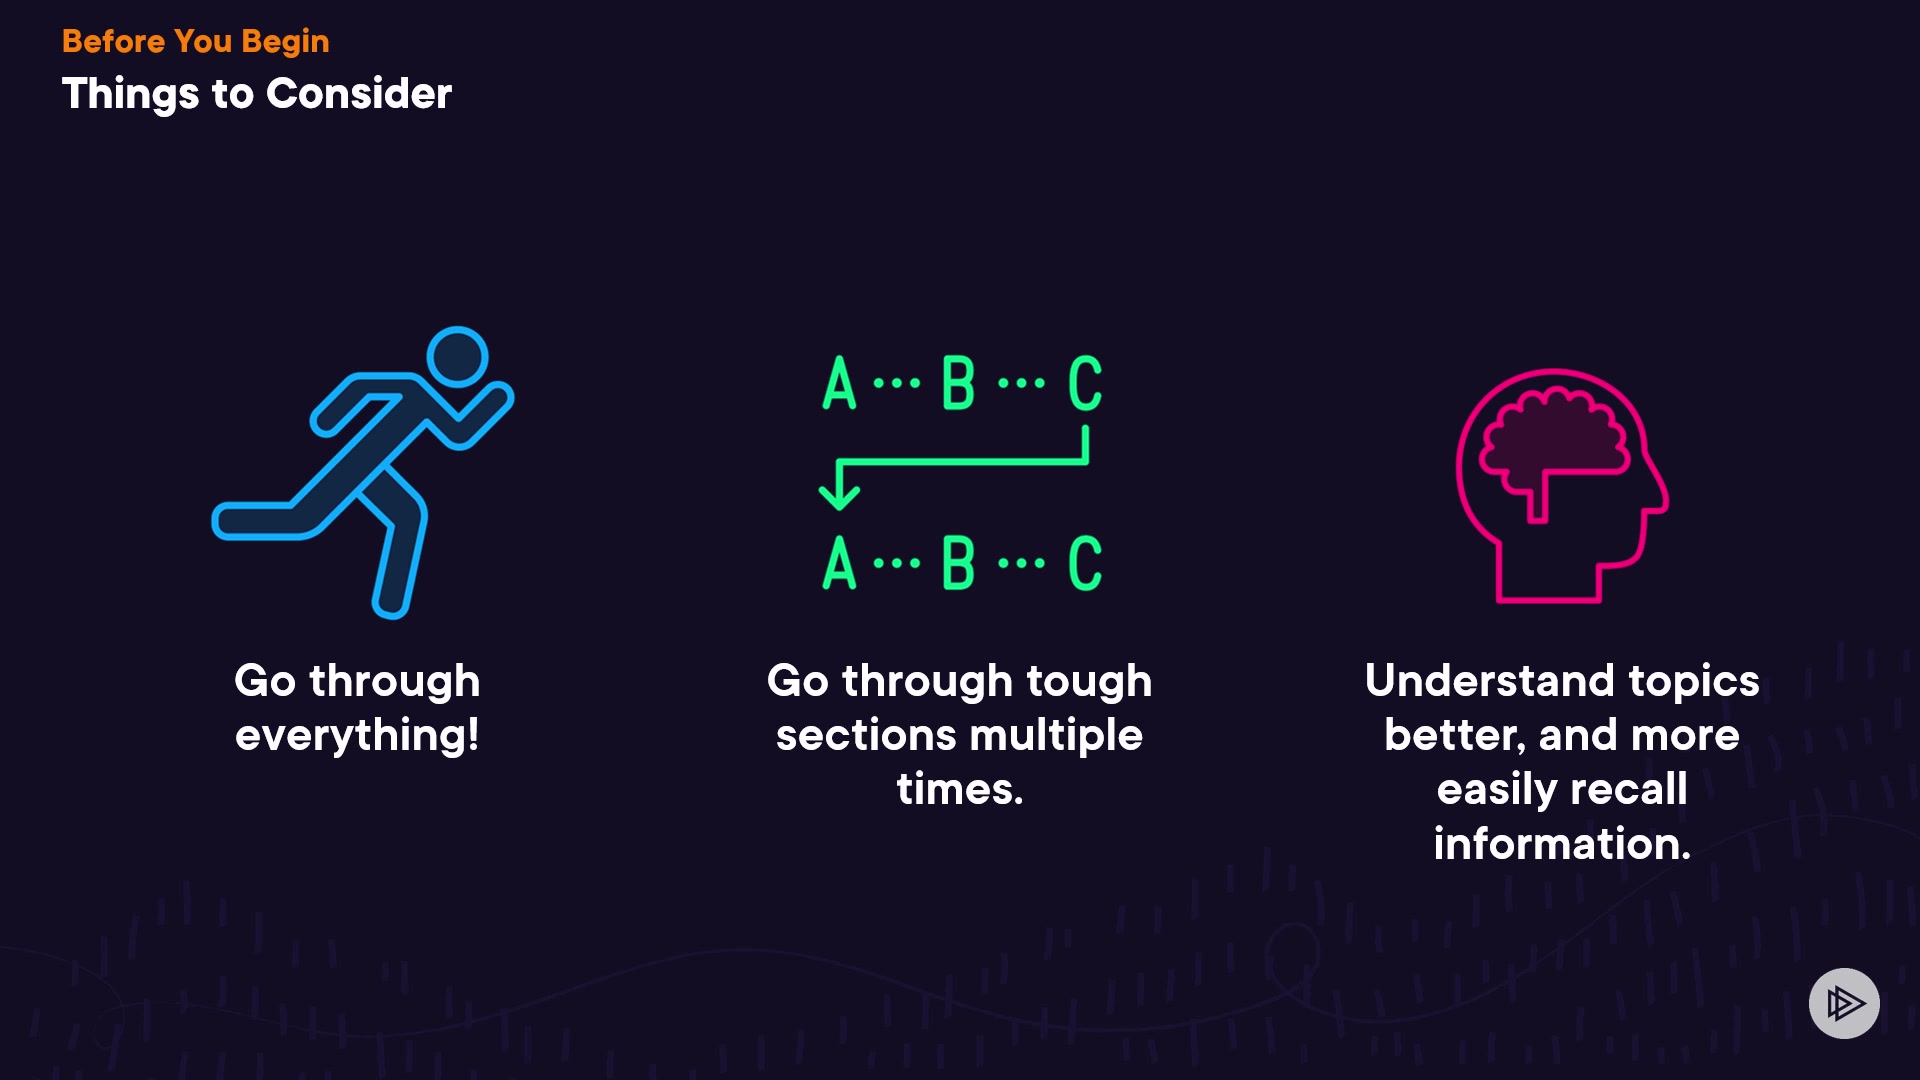 Before You Begin
Things to Consider
A ... B ... C
A ... B ... C
Go through
everything!
Go through tough
sections multiple
times.
Understand topics
better, and more
easily recall
information.